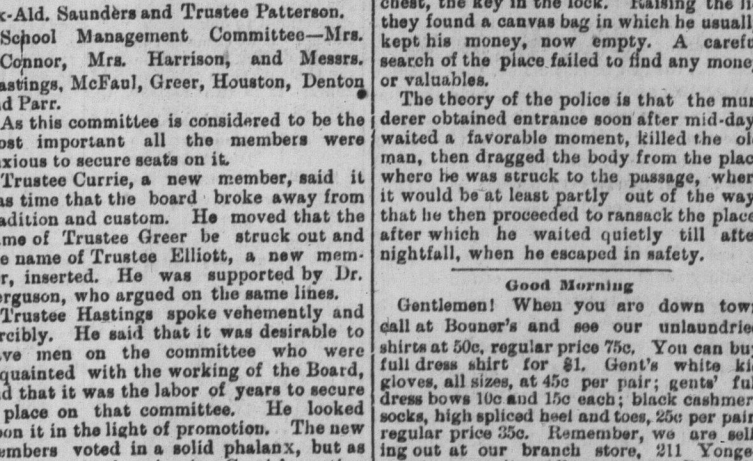 x-Ald. Saunders and Trustee Patterson.
School Management Committee—Mrs.
Connor, Mrs. Harrison, and Messrs.
astings, McFaul, Greer, Houston, Denton
d Parr.
As this committee is considered to be the
ost important all the members were
xious to secure seats on it.
Trustee Currie, a new member, said it
as time that the board broke away from
adition and custom. He moved that the
me of Trustee Greer be struck out and
e name of Trustee Elliott, a new mem-
r, inserted. He was supported by Dr.
erguson, who argued on the same lines.
Trustee Hastings spoke vehemently and
rcibly. He said that it was desirable to
ve men on the committee who were
quainted with the working of the Board,
d that it was the labor of years to secure
place on that committee. He looked
on it in the light of promotion. The new
embers voted in a solid phalanx, but as
chest, the key in the lock. Raising the li
they found a canvas bag in which he usuall
kept his money, now empty. A carefu
search of the place failed to find any mone
or valuables.
The theory of the police is that the mur
derer obtained entrance soon after mid-day
waited a favorable moment, killed the ol
man, then dragged the body from the plac
where he was struck to the passage, wher
it would be at least partly out of the way
that he then proceeded to ransack the place
after which he waited quietly till afte
nightfall, when he escaped in safety.
Good Morning
Gentlemen! When you are down tow
call at Bonner's and see our unlaundrie
shirts at 50c, regular price 75c. You can bu
full dress shirt for $1. Gent's white ki
gloves, all sizes, at 45c per pair; gents' fu
dress bows 10c and 15c each; black cashmer
socks, high spliced heel and toes, 25c per pair
regular price 35c. Remember, we are sell
ing out at our branch store, 211 Yonge